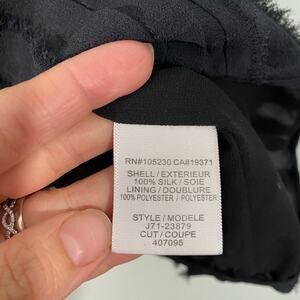 RN#105230 CA#19371
SHELL / EXTERIEUR
100% SILK / SOIE
LINING / DOUBLURE
100% POLYESTER / POLYESTER
STYLE / MODELE
J71-23879
CUT / COUPE
407095